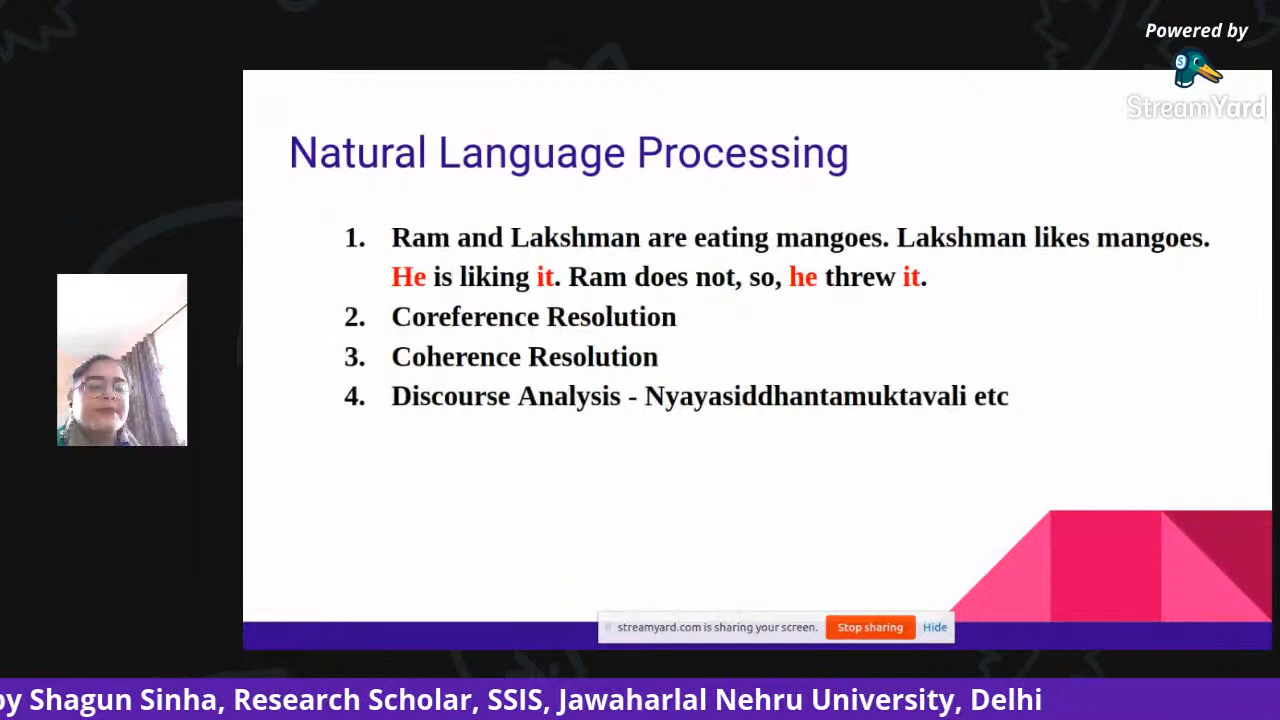 Powered by
StreamYard
Natural Language Processing
1. Ram and Lakshman are eating mangoes. Lakshman likes mangoes.
He is liking it. Ram does not, so, he threw it.
2. Coreference Resolution
3. Coherence Resolution
4. Discourse Analysis - Nyayasiddhantamuktavali etc
streamyard.com is sharing your screen. Stop sharing Hide
by Shagun Sinha, Research Scholar, SSIS, Jawaharlal Nehru University, Delhi